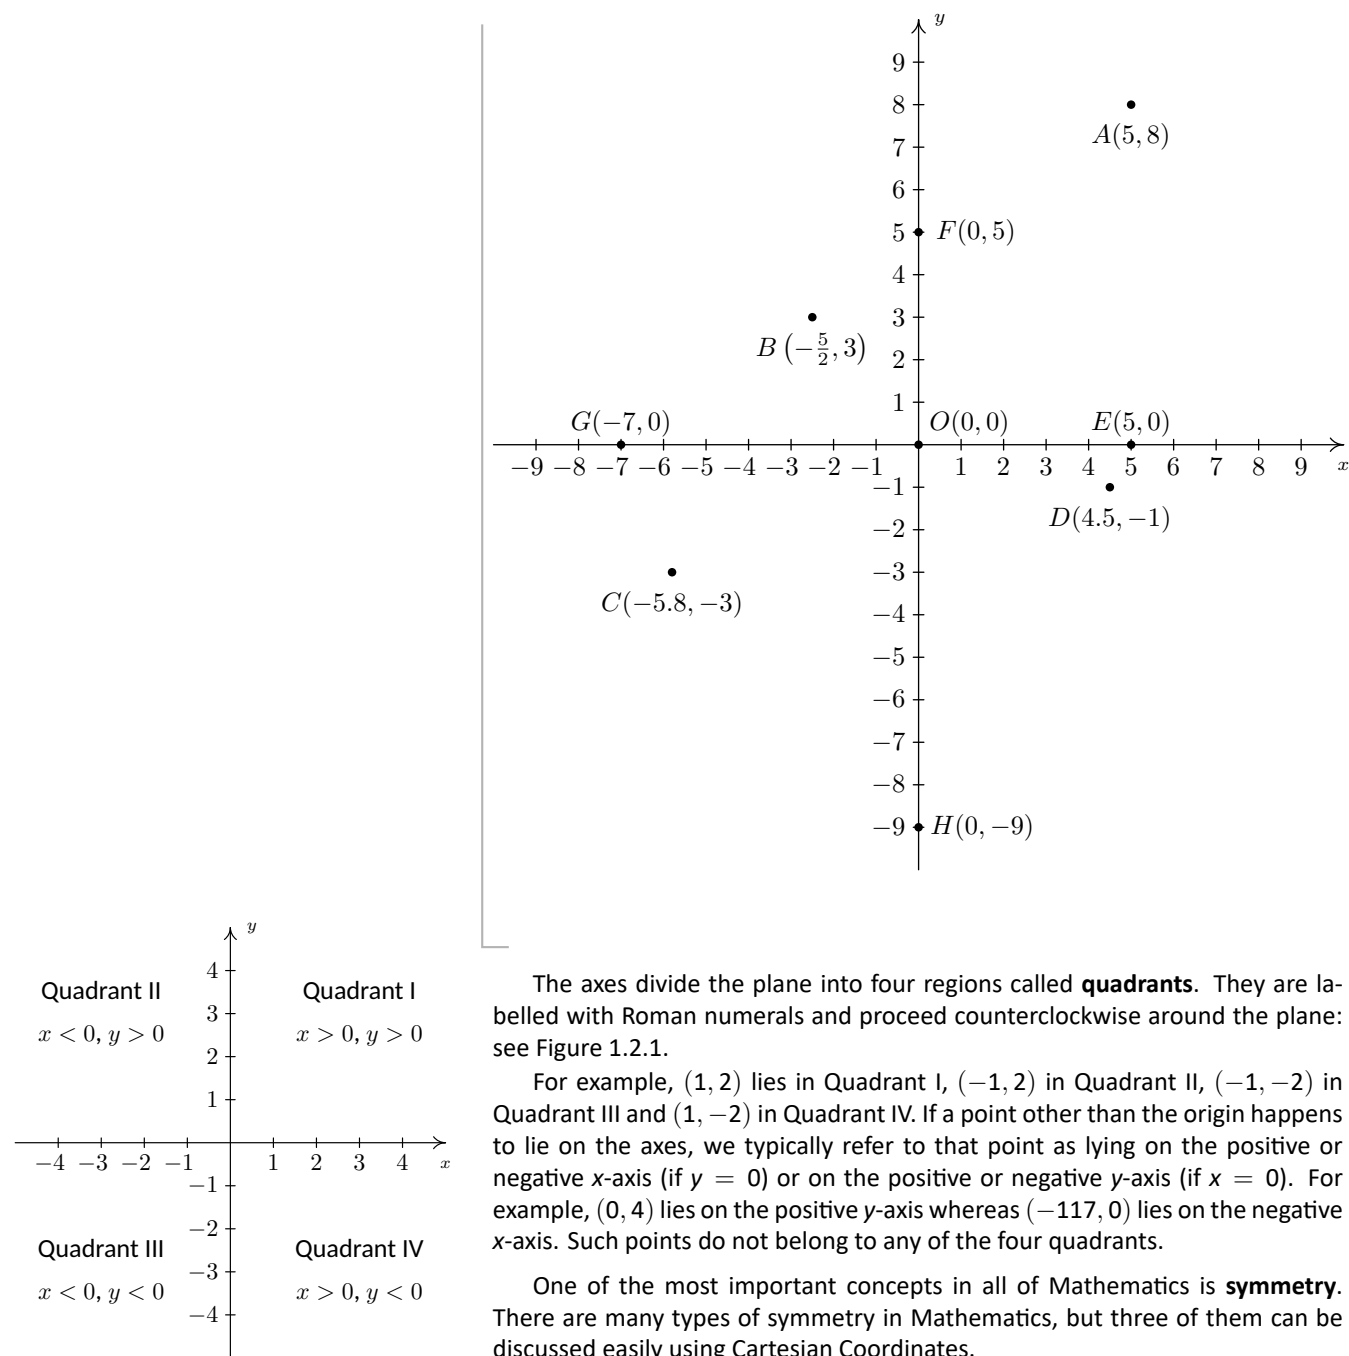 y
9
8
A(5, 8)
7
6
5 F(0, 5)
4
3
B (−5/2, 3)
2
1
G(−7, 0) O(0, 0) E(5, 0)
−9 −8 −7 −6 −5 −4 −3 −2 −1 1 2 3 4 5 6 7 8 9 x
−1
D(4.5, −1)
−2
−3
C(−5.8, −3)
−4
−5
−6
−7
−8
−9 H(0, −9)
y
4
Quadrant II Quadrant I
3
x < 0, y > 0 x > 0, y > 0
2
1
−4 −3 −2 −1 1 2 3 4 x
−1
−2
Quadrant III Quadrant IV
−3
x < 0, y < 0 x > 0, y < 0
−4
The axes divide the plane into four regions called quadrants. They are la-
belled with Roman numerals and proceed counterclockwise around the plane:
see Figure 1.2.1.
For example, (1, 2) lies in Quadrant I, (−1, 2) in Quadrant II, (−1, −2) in
Quadrant III and (1, −2) in Quadrant IV. If a point other than the origin happens
to lie on the axes, we typically refer to that point as lying on the positive or
negative x-axis (if y = 0) or on the positive or negative y-axis (if x = 0). For
example, (0, 4) lies on the positive y-axis whereas (−117, 0) lies on the negative
x-axis. Such points do not belong to any of the four quadrants.
One of the most important concepts in all of Mathematics is symmetry.
There are many types of symmetry in Mathematics, but three of them can be
discussed easily using Cartesian Coordinates.